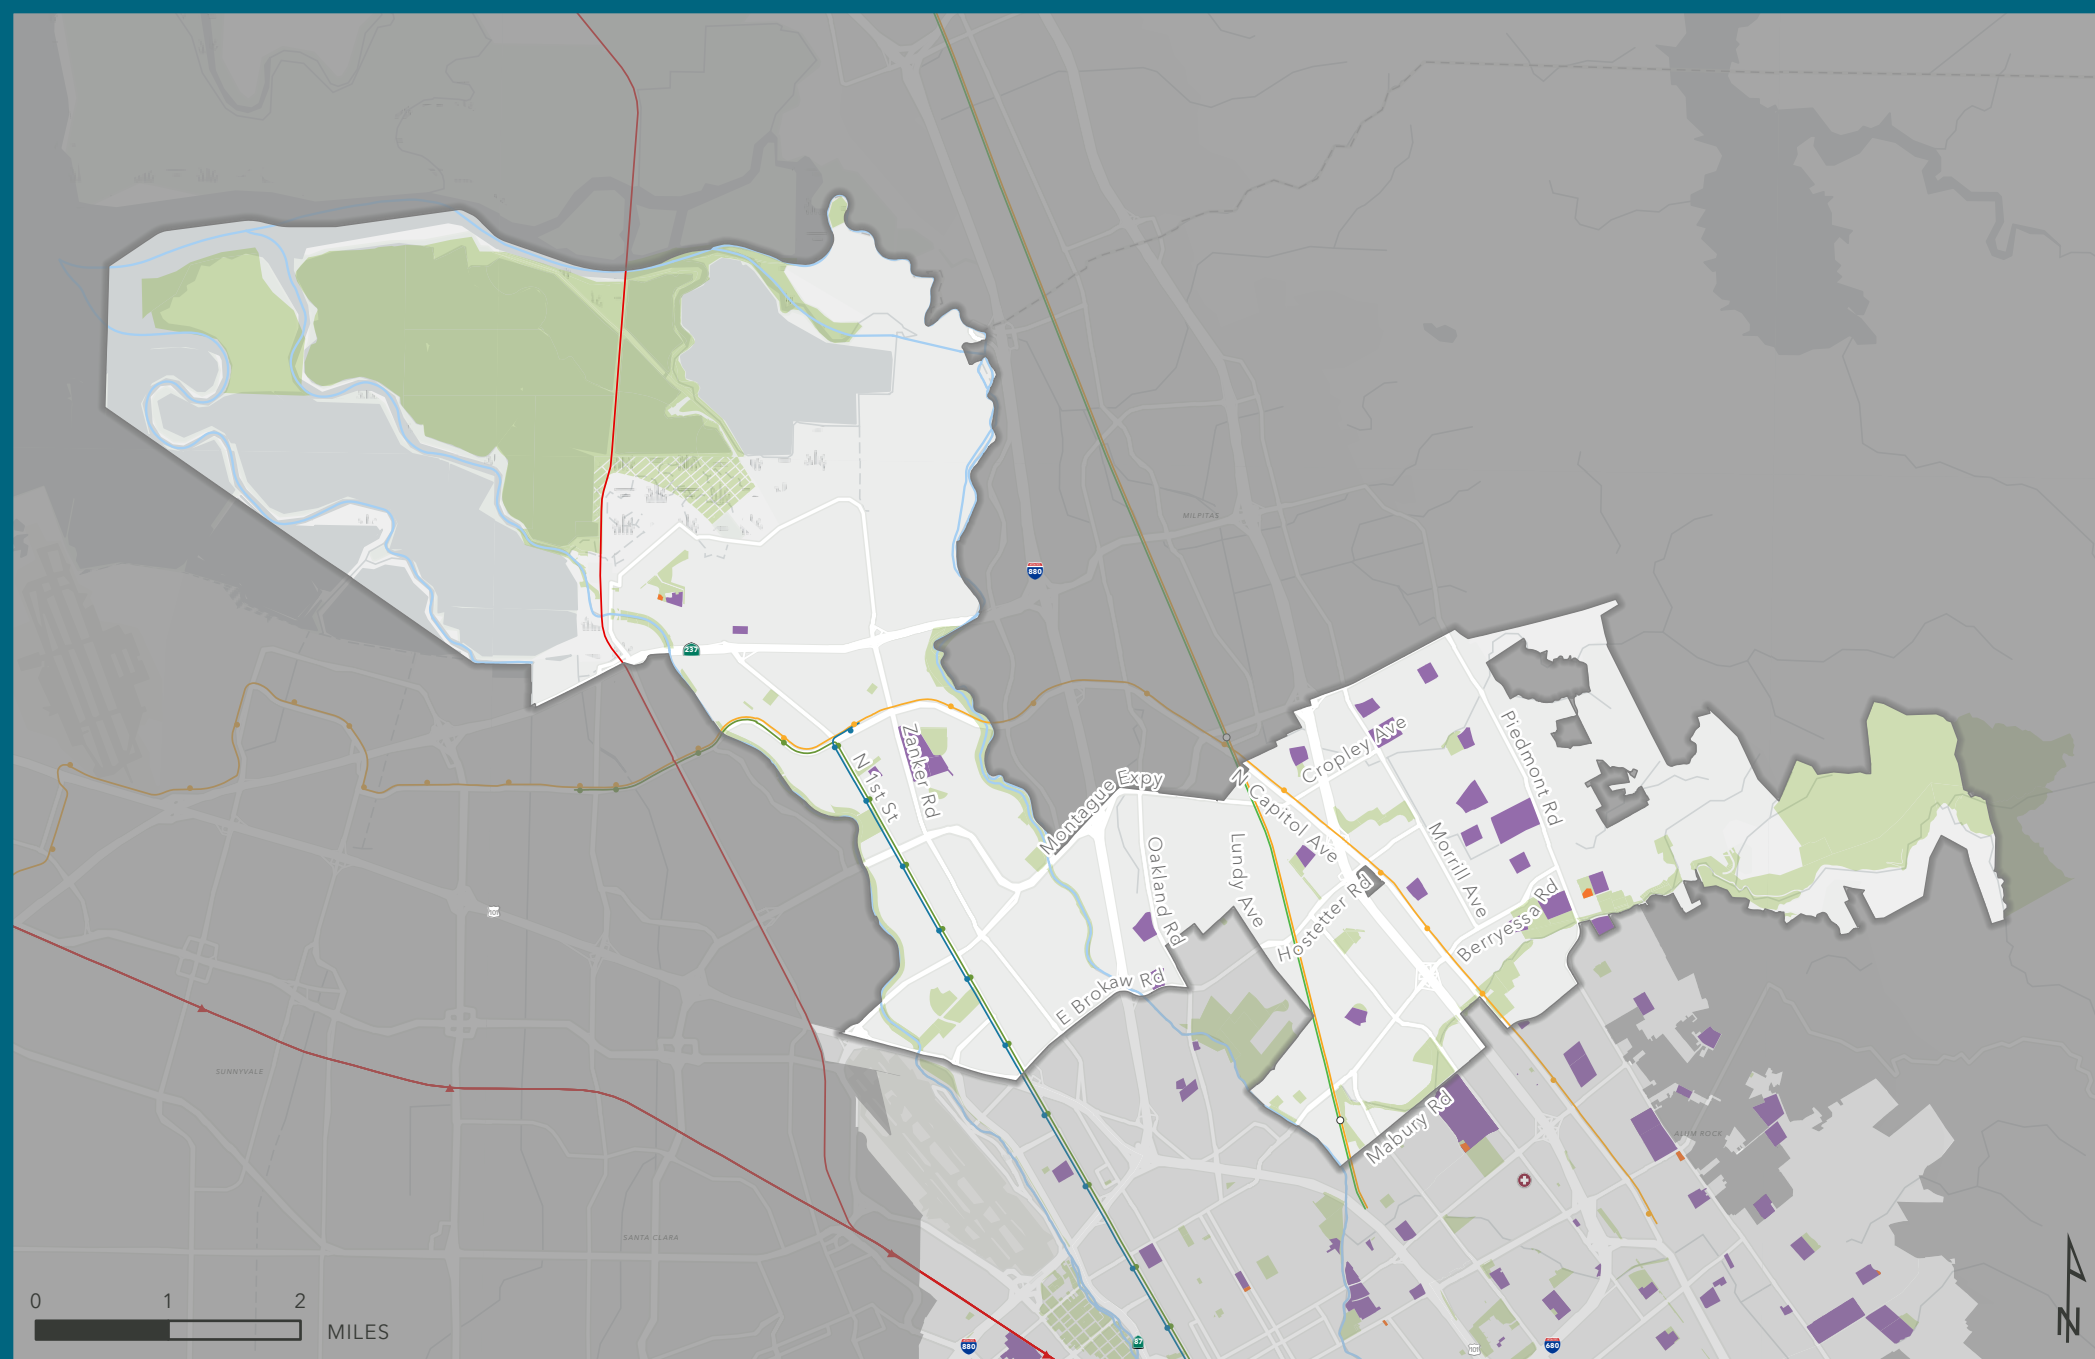 MILPITAS
880
237
Piedmont Rd
Cropley Ave
Zanker Rd
N 1st St
Montague Expy
N Capitol Ave
Morrill Ave
Oakland Rd
Lundy Ave
Hostetter Rd
Berryessa Rd
101
E Brokaw Rd
SUNNYVALE
Mabury Rd
ALUM ROCK
SANTA CLARA
0 1 2
MILES
N
880
87
101
680